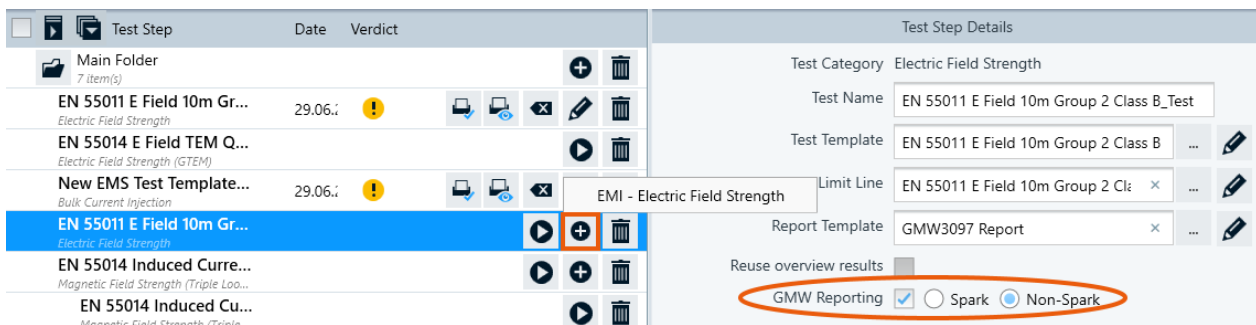 Test Step Date Verdict
Main Folder
7 item(s)
EN 55011 E Field 10m Gr...
Electric Field Strength
29.06.:
EN 55014 E Field TEM Q...
Electric Field Strength (GTEM)
New EMS Test Template...
Bulk Current Injection
29.06.:
EMI - Electric Field Strength
EN 55011 E Field 10m Gr...
Electric Field Strength
EN 55014 Induced Curre...
Magnetic Field Strength (Triple Loo...
EN 55014 Induced Cu...
Magnetic Field Strength (Triple
Test Step Details
Test Category Electric Field Strength
Test Name EN 55011 E Field 10m Group 2 Class B_Test
Test Template EN 55011 E Field 10m Group 2 Class B ...
Limit Line EN 55011 E Field 10m Group 2 Cla × ...
Report Template GMW3097 Report × ...
Reuse overview results
GMW Reporting Spark Non-Spark